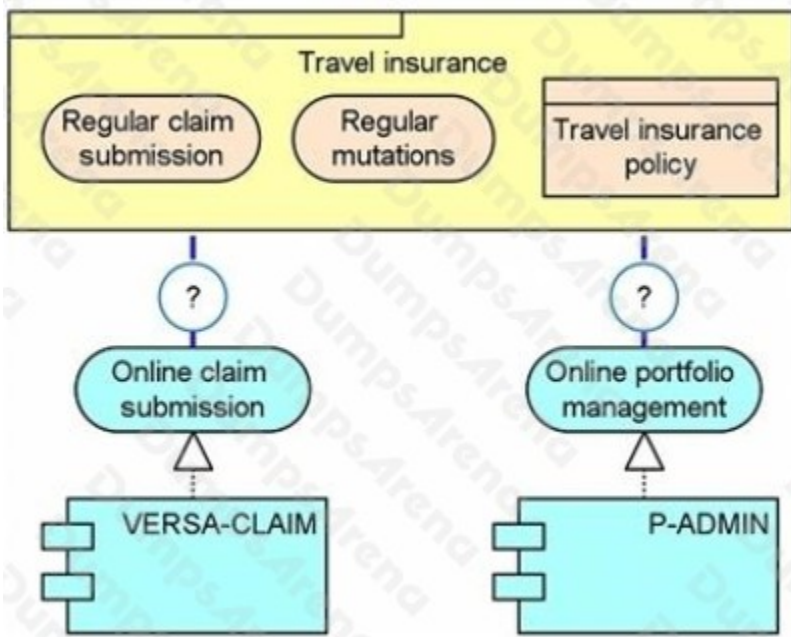 Travel insurance
Regular claim
submission
Regular
mutations
Travel insurance
policy
?
?
Online claim
submission
Online portfolio
management
VERSA-CLAIM
P-ADMIN
DumpsArena